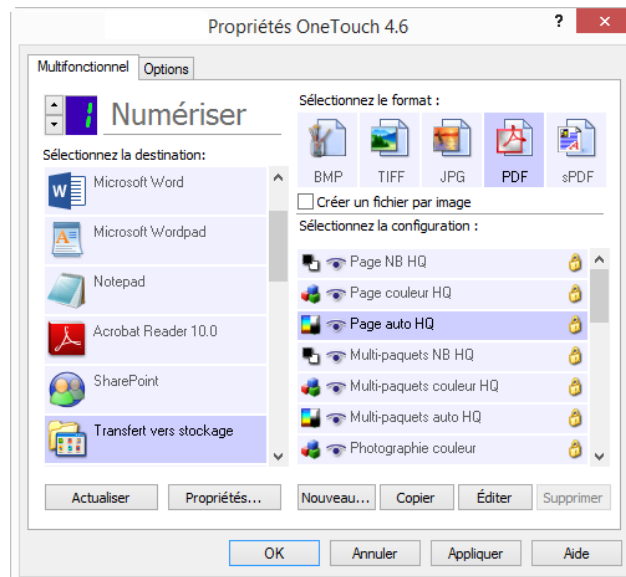 Propriétés OneTouch 4.6
?
×
Multifonctionnel
Options
1
Numériser
Sélectionnez la destination:
Microsoft Word
Microsoft Wordpad
Notepad
Acrobat Reader 10.0
SharePoint
Transfert vers stockage
Actualiser
Propriétés...
Sélectionnez le format :
BMP
TIFF
JPG
PDF
sPDF
Créer un fichier par image
Sélectionnez la configuration :
Page NB HQ
Page couleur HQ
Page auto HQ
Multi-paquets NB HQ
Multi-paquets couleur HQ
Multi-paquets auto HQ
Photographie couleur
Nouveau...
Copier
Éditer
Supprimer
OK
Annuler
Appliquer
Aide